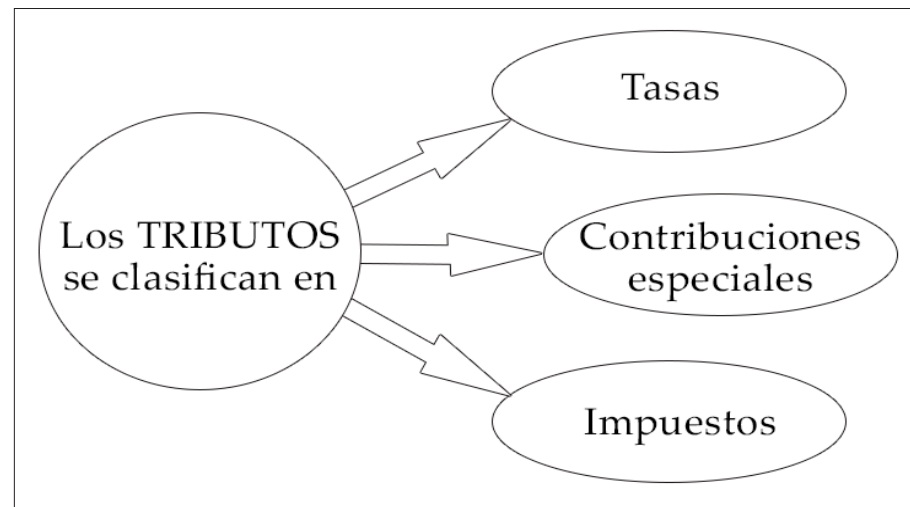 Los TRIBUTOS
se clasifican en
Tasas
Contribuciones
especiales
Impuestos